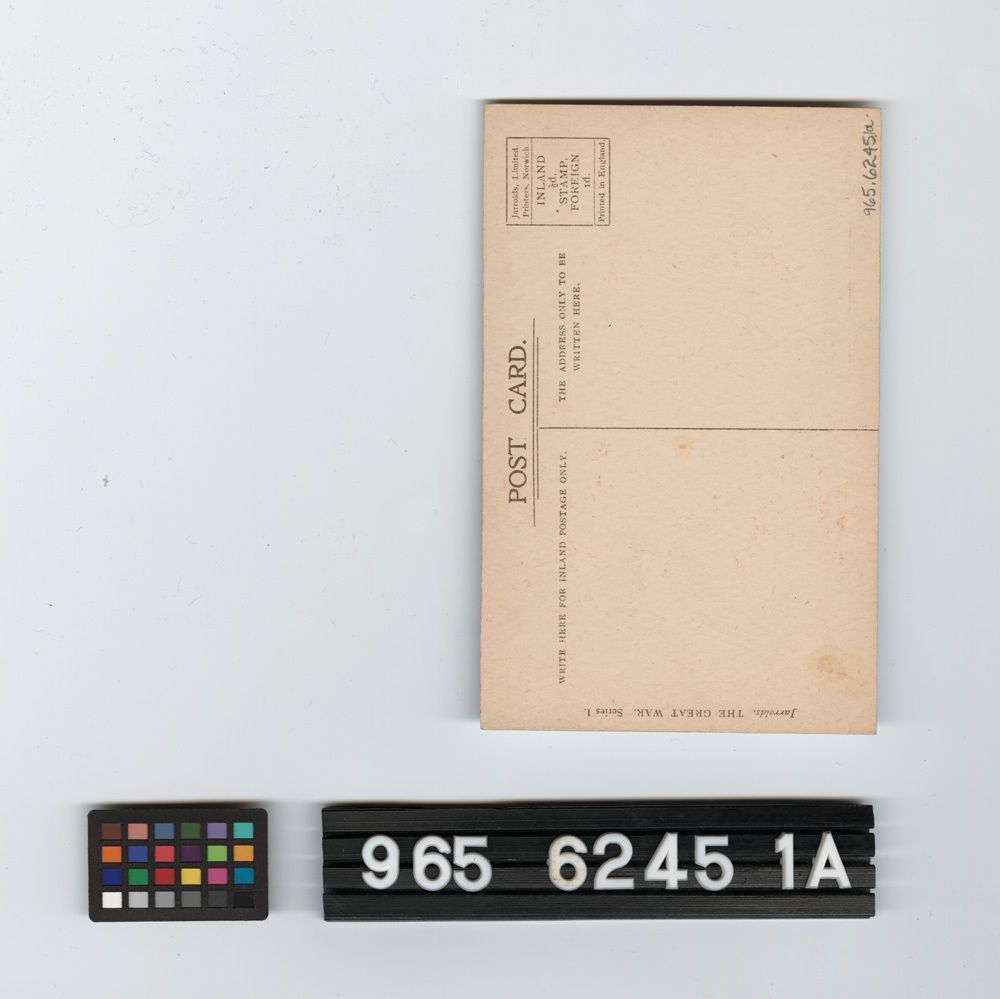 POST CARD.
Jarrolds, Limited.
Printers, Norwich.
INLAND
½d.
STAMP.
FOREIGN
1d.
Printed in England.
THE ADDRESS ONLY TO BE
WRITTEN HERE.
WRITE HERE FOR INLAND POSTAGE ONLY.
Jarrolds. THE GREAT WAR. Series 1.
965.6245.1a
965 6245 1A